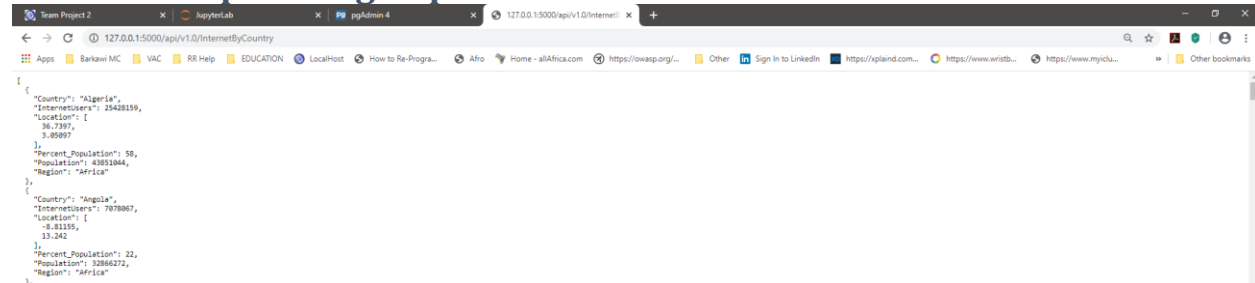 Team Project 2
JupyterLab
pgAdmin 4
127.0.0.1:5000/api/v1.0/Internet
127.0.0.1:5000/api/v1.0/InternetByCountry
Apps Barkawi MC VAC RR Help EDUCATION LocalHost How to Re-Progra... Afro Home - allAfrica.com https://owasp.org/... Other Sign In to LinkedIn https://xplaind.com... https://www.wristb... https://www.myiclu... » Other bookmarks
[
{
"Country": "Algeria",
"InternetUsers": 25428159,
"Location": [
36.7397,
3.05097
],
"Percent_Population": 58,
"Population": 43851044,
"Region": "Africa"
},
{
"Country": "Angola",
"InternetUsers": 7078067,
"Location": [
-8.81155,
13.242
],
"Percent_Population": 22,
"Population": 32866272,
"Region": "Africa"
},